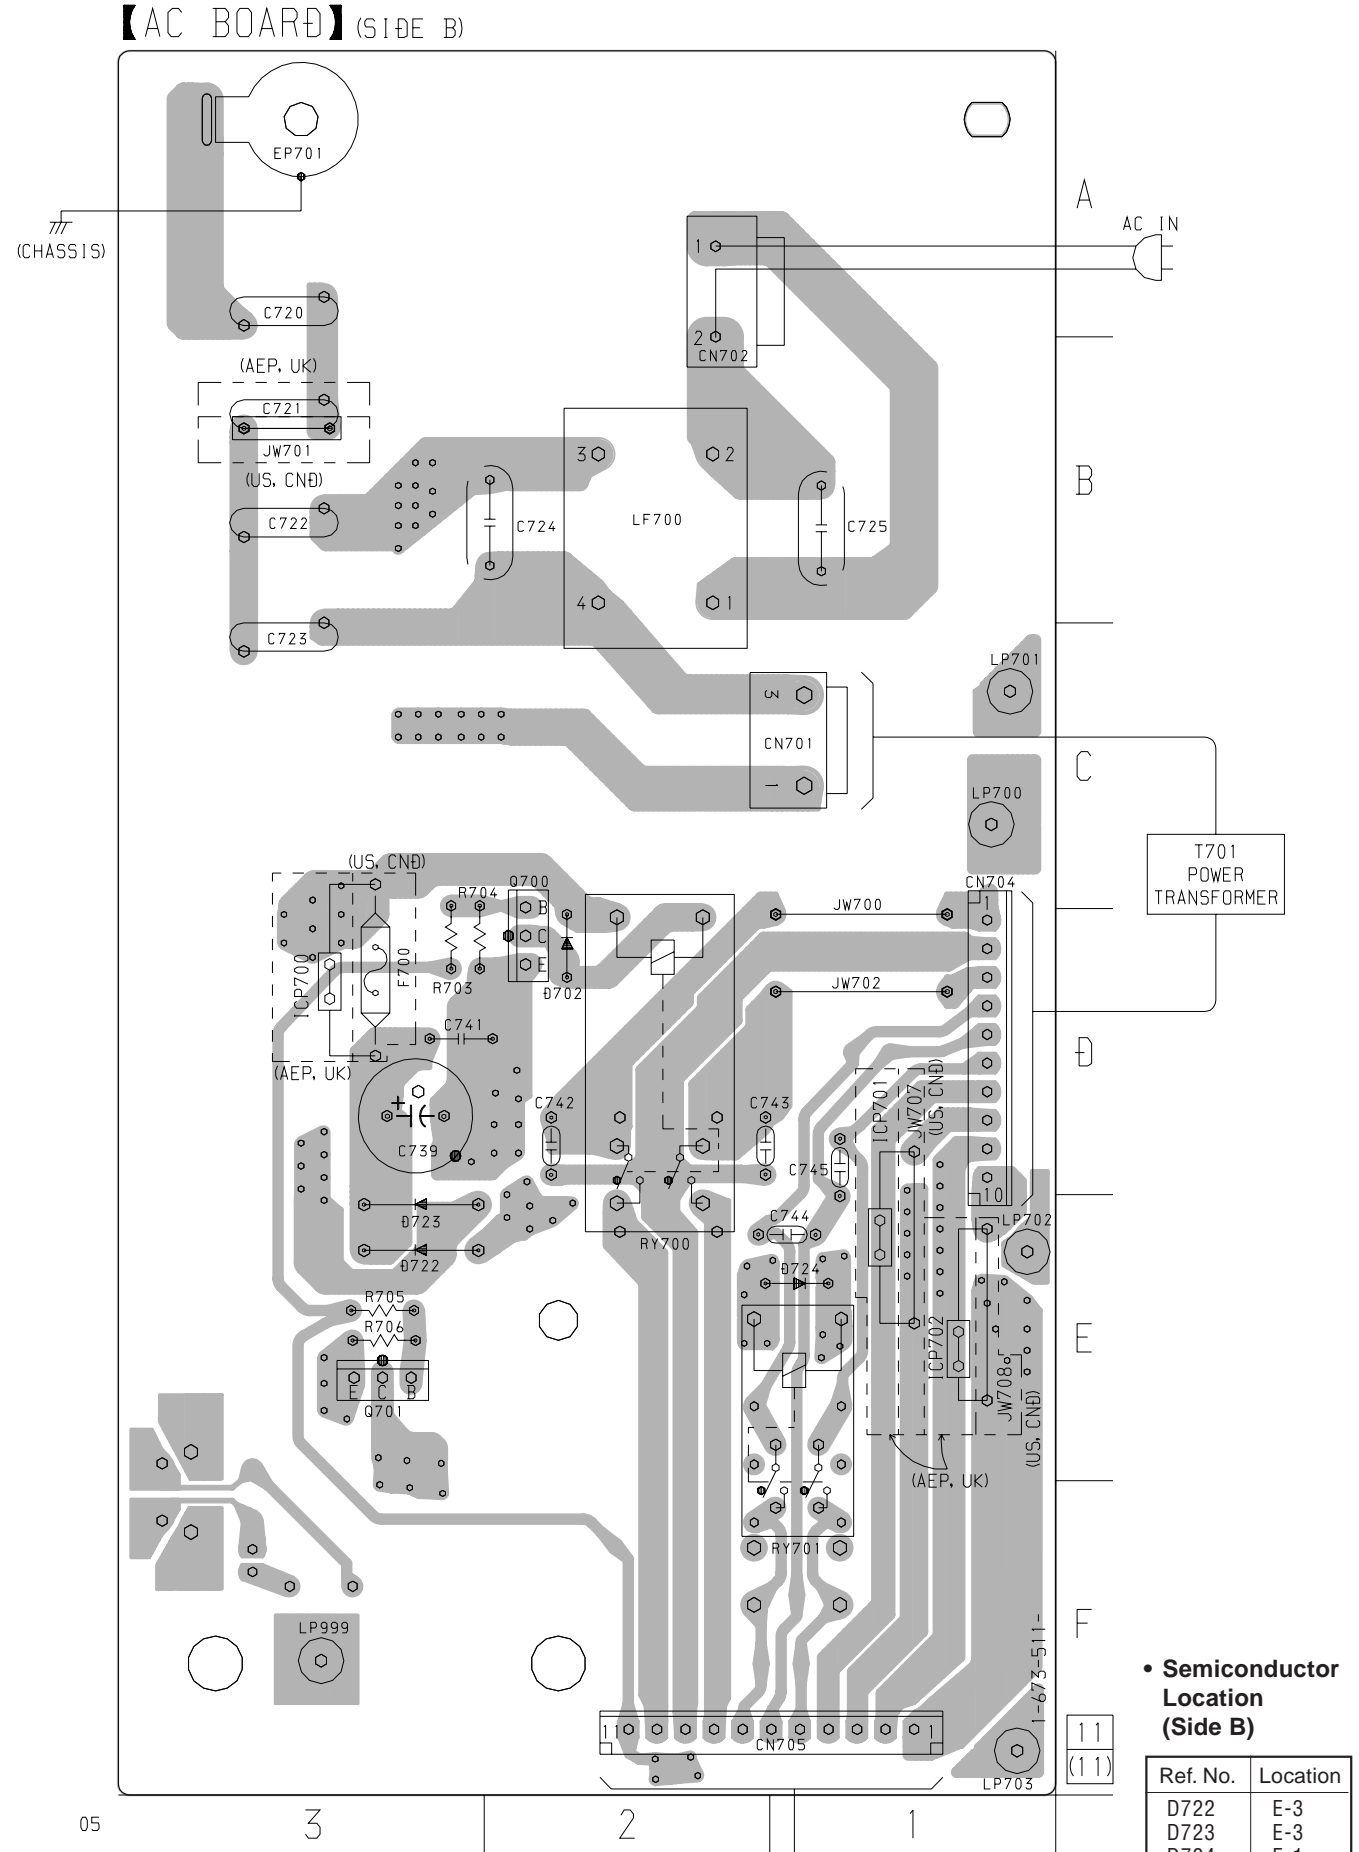 【AC BOARD】(SIDE B)
EP701
(CHASSIS)
A
AC IN
1
C720
2
CN702
(AEP, UK)
C721
JW701
(US, CND)
3
2
B
C722
C724
LF700
C725
4
1
C723
LP701
3
CN701
1
C
LP700
T701
POWER
TRANSFORMER
(US, CND)
R704
Q700
CN704
1
B
JW700
C
ICP700
F700
E
R703
D702
JW702
C741
D
(AEP, UK)
ICP701
JW707
(US, CND)
+
C742
C743
C739
C745
10
D723
C744
LP702
RY700
D722
D724
R705
R706
E
ICP702
JW708
(US, CND)
E
C
B
Q701
(AEP, UK)
RY701
F
LP999
1-673-511-
• Semiconductor
Location
(Side B)
11
1
CN705
11
(11)
LP703
Ref. No.
Location
D722
E-3
D723
E-3
05
3
2
1